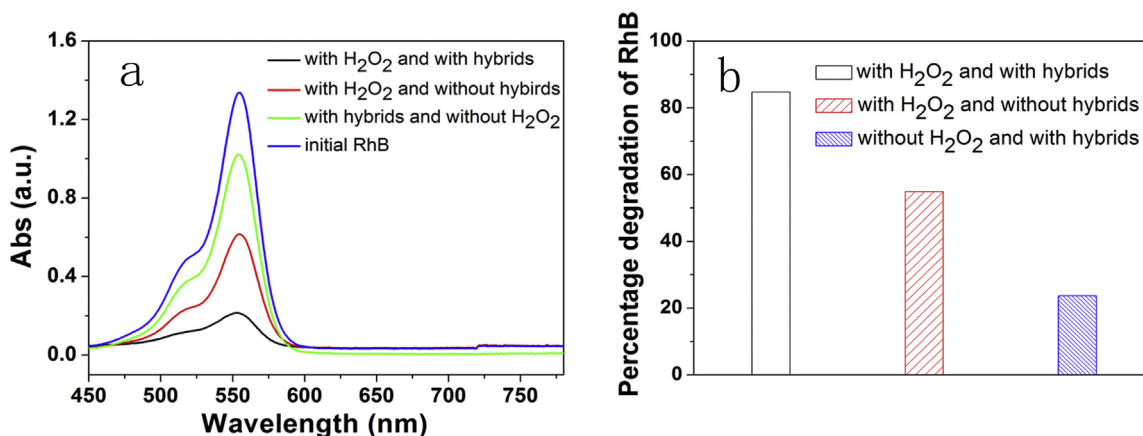 a
with H₂O₂ and with hybrids
with H₂O₂ and without hybirds
with hybrids and without H₂O₂
initial RhB
Abs (a.u.)
1.6
1.2
0.8
0.4
0.0
450 500 550 600 650 700 750
Wavelength (nm)
b
with H₂O₂ and with hybrids
with H₂O₂ and without hybrids
without H₂O₂ and with hybrids
Percentage degradation of RhB
100
80
60
40
20
0